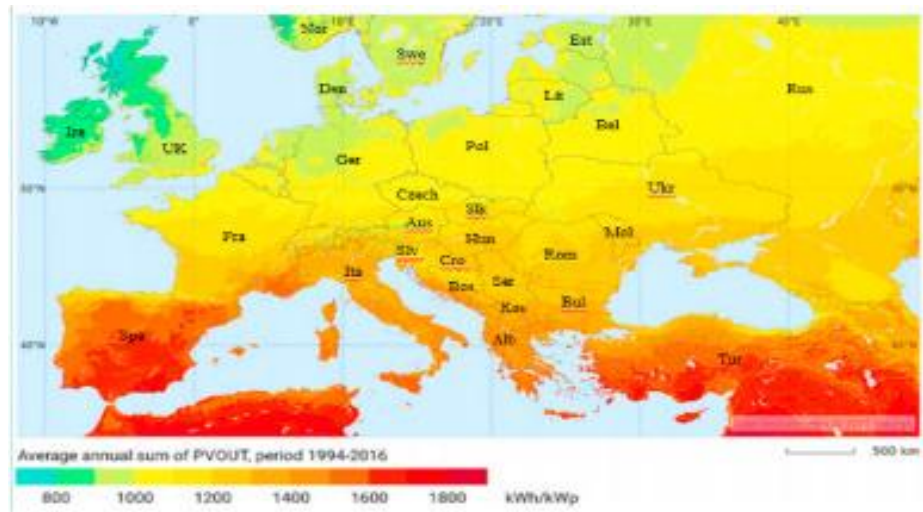 10°W 0° 10°E 20°E 30°E 40°E
Nor
Swe
Est
Den
Lit
Rus
Ire
UK
Bel
Ger
Pol
Czech
Ukr
Slk
Aus
Fra
Hun
Mol
Slv
Cro
Rom
Ita
Bos
Ser
Kos
Bul
Spa
Alb
Tur
Average annual sum of PVOUT, period 1994-2016
500 km
800 1000 1200 1400 1600 1800 kWh/kWp